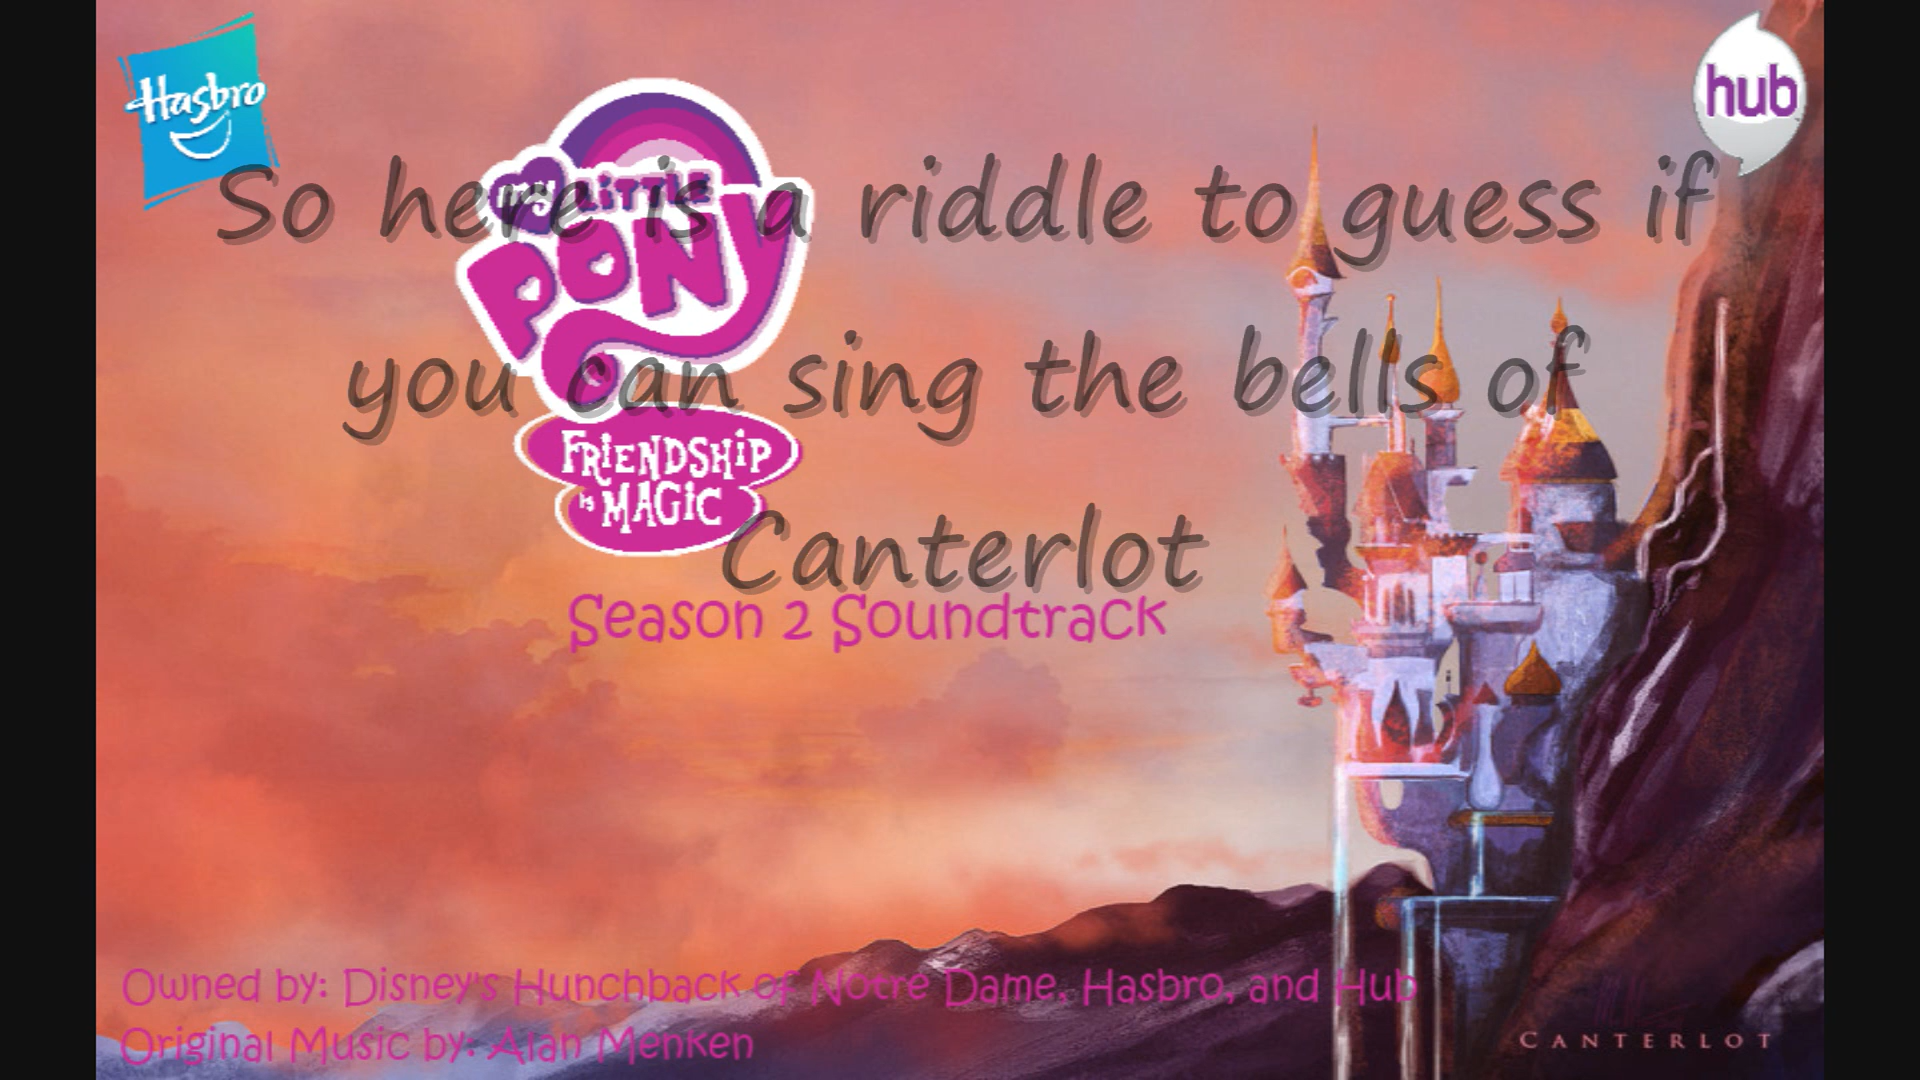 Hasbro
hub
my LiTTLE
PONY
FRiENDSHiP
is MAGiC
So here is a riddle to guess if
you can sing the bells of
Canterlot
Season 2 Soundtrack
Owned by: Disney's Hunchback of Notre Dame, Hasbro, and Hub
Original Music by: Alan Menken
CANTERLOT